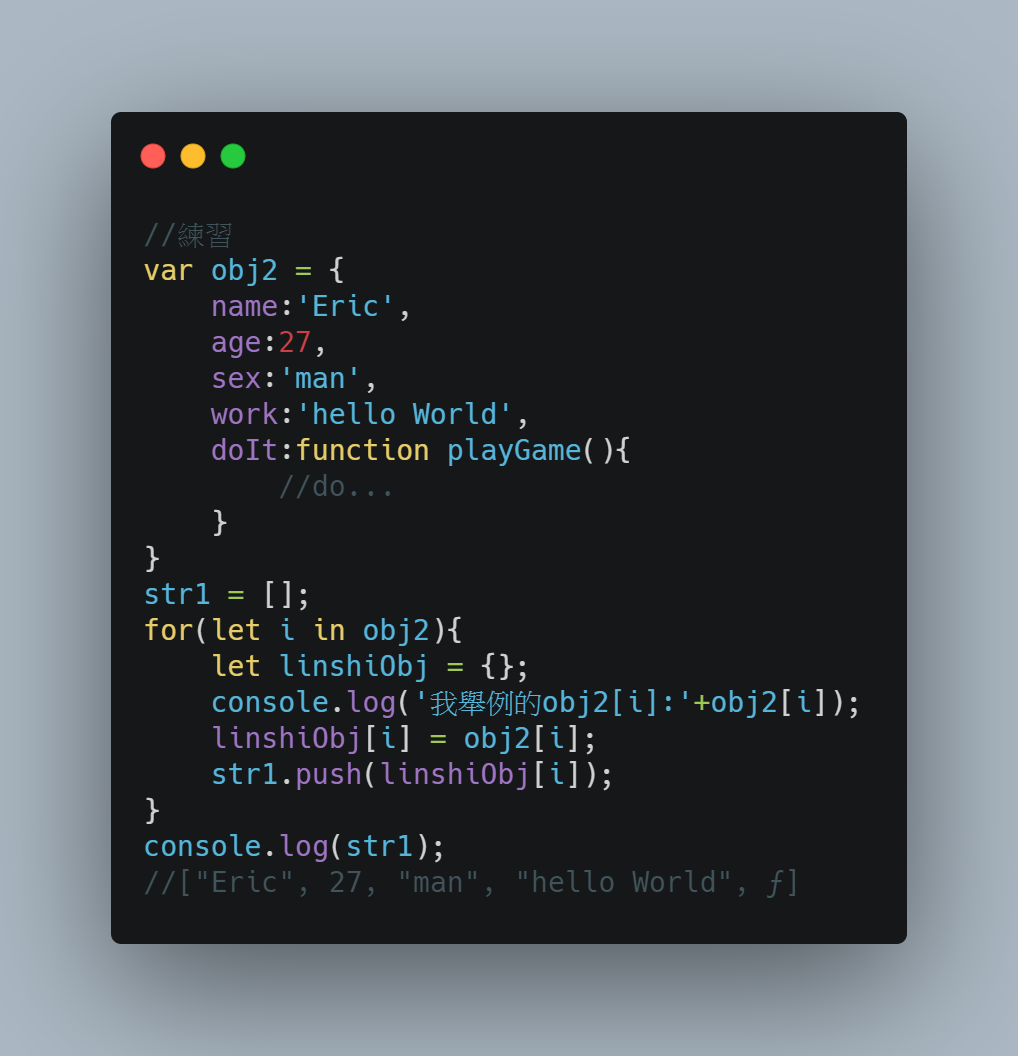 //練習
var obj2 = {
    name:'Eric',
    age:27,
    sex:'man',
    work:'hello World',
    doIt:function playGame(){
        //do...
    }
}
str1 = [];
for(let i in obj2){
    let linshiObj = {};
    console.log('我舉例的obj2[i]:'+obj2[i]);
    linshiObj[i] = obj2[i];
    str1.push(linshiObj[i]);
}
console.log(str1);
//["Eric", 27, "man", "hello World", ƒ]